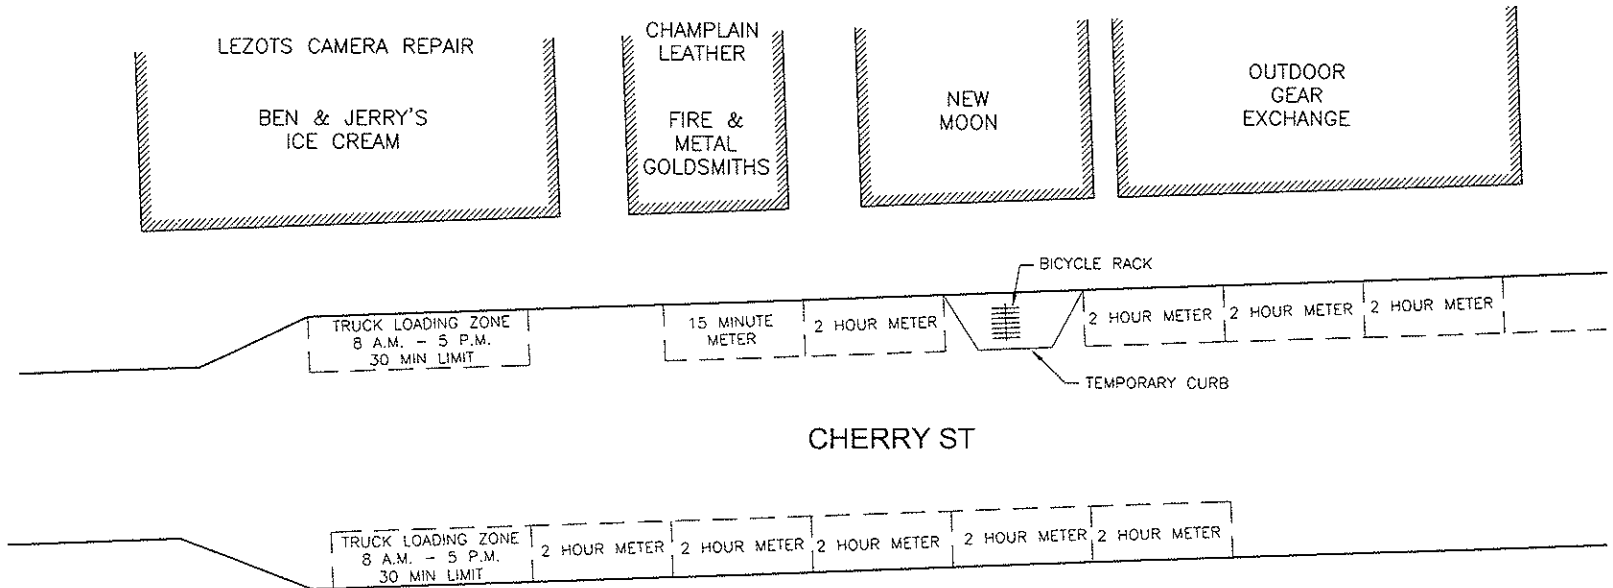 LEZOTS CAMERA REPAIR
BEN & JERRY'S
ICE CREAM
CHAMPLAIN
LEATHER
FIRE &
METAL
GOLDSMITHS
NEW
MOON
OUTDOOR
GEAR
EXCHANGE
BICYCLE RACK
TRUCK LOADING ZONE
8 A.M. - 5 P.M.
30 MIN LIMIT
15 MINUTE
METER
2 HOUR METER
2 HOUR METER
2 HOUR METER
2 HOUR METER
TEMPORARY CURB
CHERRY ST
TRUCK LOADING ZONE
8 A.M. - 5 P.M.
30 MIN LIMIT
2 HOUR METER
2 HOUR METER
2 HOUR METER
2 HOUR METER
2 HOUR METER